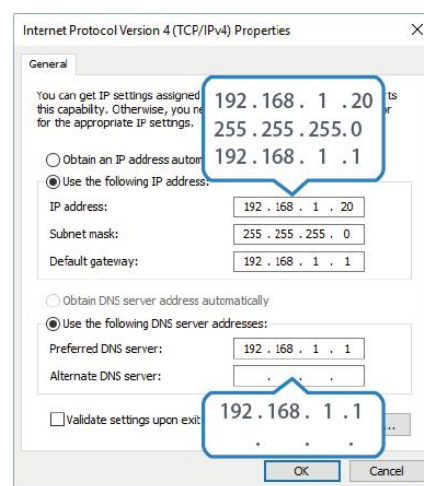 Internet Protocol Version 4 (TCP/IPv4) Properties
General
You can get IP settings assigned
this capability. Otherwise, you
for the appropriate IP settings.
192.168. 1 .20
255.255.255.0
192.168. 1 .1
Obtain an IP address
Use the following IP address:
IP address: 192 . 168 . 1 . 20
Subnet mask: 255 . 255 . 255 . 0
Default gateway: 192 . 168 . 1 . 1
Obtain DNS server address automatically
Use the following DNS server addresses:
Preferred DNS server: 192 . 168 . 1 . 1
Alternate DNS server: . . .
Validate settings upon exit
192.168. 1 .1
. . .
...
OK Cancel